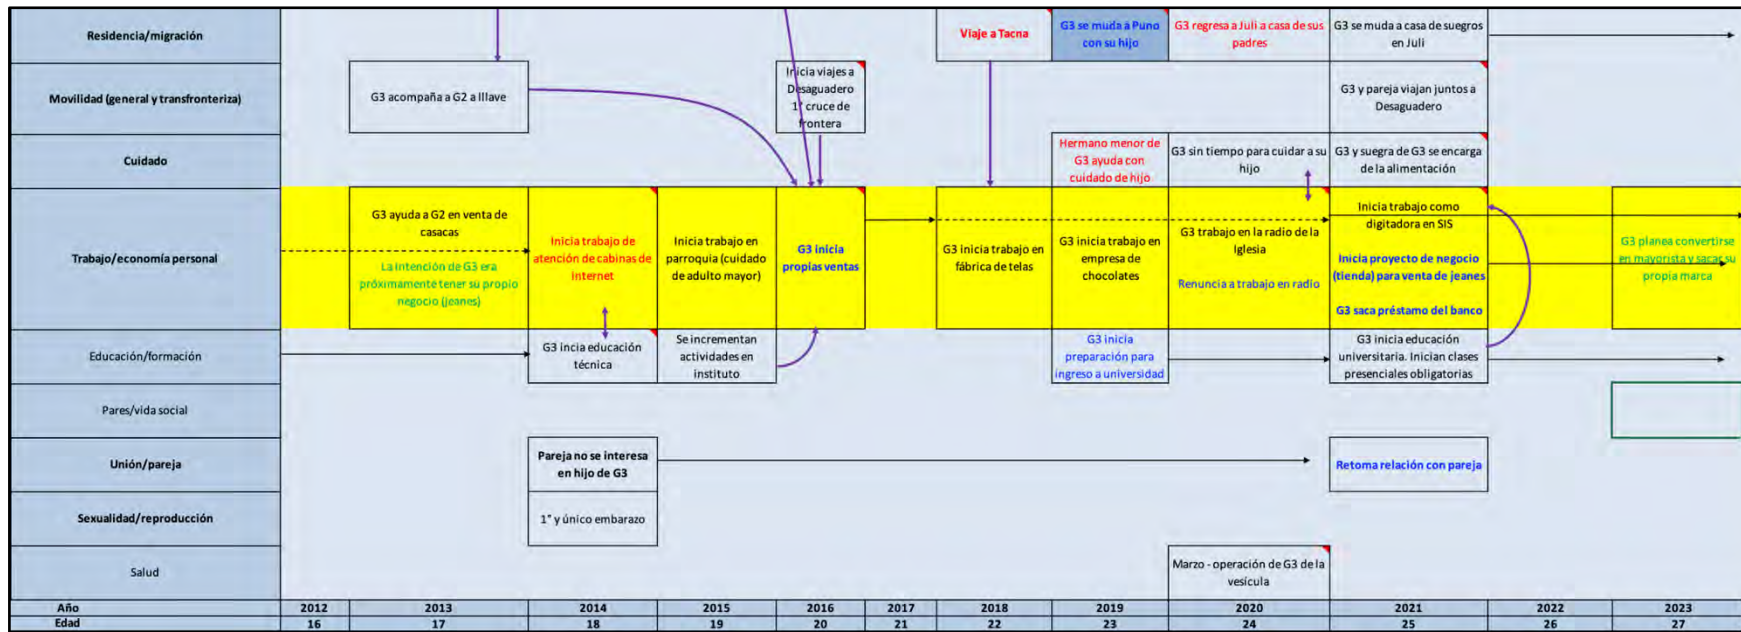 Residencia/migración
Viaje a Tacna
G3 se muda a Puno
con su hijo
G3 regresa a Juli a casa de sus
padres
G3 se muda a casa de suegros
en Juli
Movilidad (general y transfronteriza)
G3 acompaña a G2 a Illave
Inicia viajes a
Desaguadero
1° cruce de
frontera
G3 y pareja viajan juntos a
Desaguadero
Cuidado
Hermano menor de
G3 ayuda con
cuidado de hijo
G3 sin tiempo para cuidar a su
hijo
G3 y suegra de G3 se encarga
de la alimentación
Trabajo/economía personal
G3 ayuda a G2 en venta de
casacas
La intención de G3 era
próximamente tener su propio
negocio (jeanes)
Inicia trabajo de
atención de cabinas de
internet
Inicia trabajo en
parroquia (cuidado
de adulto mayor)
G3 inicia
propias ventas
G3 inicia trabajo en
fábrica de telas
G3 inicia trabajo en
empresa de
chocolates
G3 trabajo en la radio de la
Iglesia
Renuncia a trabajo en radio
Inicia trabajo como
digitadora en SIS
Inicia proyecto de negocio
(tienda) para venta de jeanes
G3 saca préstamo del banco
G3 planea convertirse
en mayorista y sacar su
propia marca
Educación/formación
G3 incia educación
técnica
Se incrementan
actividades en
instituto
G3 inicia
preparación para
ingreso a universidad
G3 inicia educación
universitaria. Inician clases
presenciales obligatorias
Pares/vida social
Unión/pareja
Pareja no se interesa
en hijo de G3
Retoma relación con pareja
Sexualidad/reproducción
1° y único embarazo
Salud
Marzo - operación de G3 de la
vesícula
Año 2012 2013 2014 2015 2016 2017 2018 2019 2020 2021 2022 2023
Edad 16 17 18 19 20 21 22 23 24 25 26 27